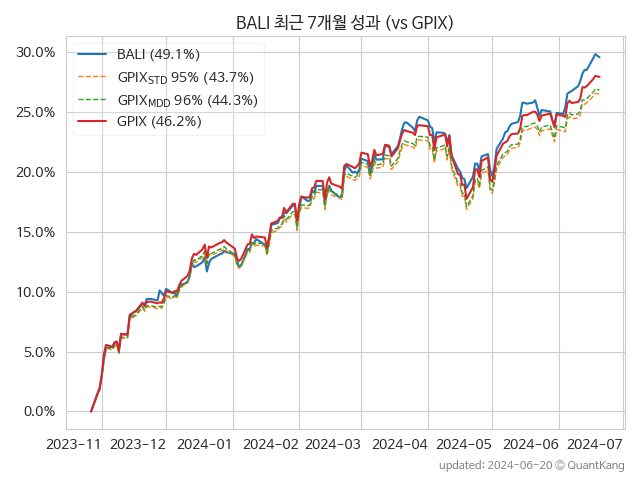 BALI 최근 7개월 성과 (vs GPIX)
BALI (49.1%)
GPIXSTD 95% (43.7%)
GPIXMDD 96% (44.3%)
GPIX (46.2%)
30.0%
25.0%
20.0%
15.0%
10.0%
5.0%
0.0%
2023-11 2023-12 2024-01 2024-02 2024-03 2024-04 2024-05 2024-06 2024-07
updated: 2024-06-20 © QuantKang